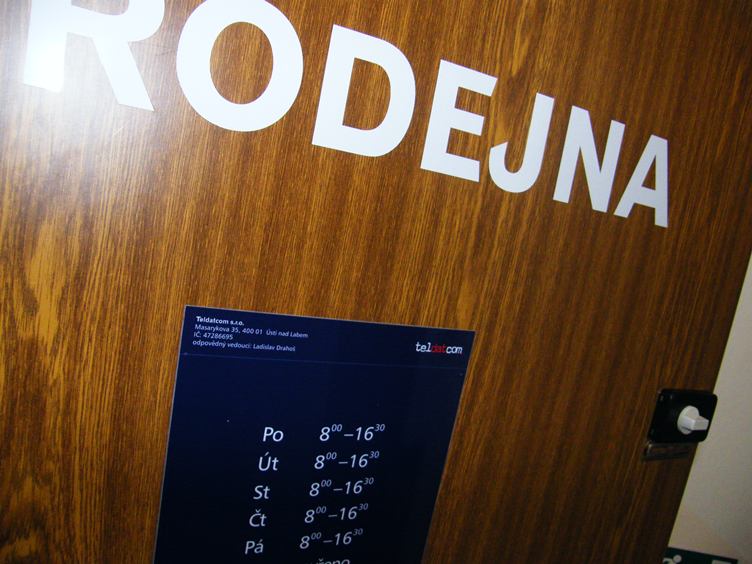 RODEJNA
Teldatcom s.r.o.
Masarykova 35, 400 01 Ústí nad Labem
IČ: 47286695
odpovědný vedoucí: Ladislav Drahoš
teldatcom
Po 8⁰⁰–16³⁰
Út 8⁰⁰–16³⁰
St 8⁰⁰–16³⁰
Čt 8⁰⁰–16³⁰
Pá 8⁰⁰–16³⁰